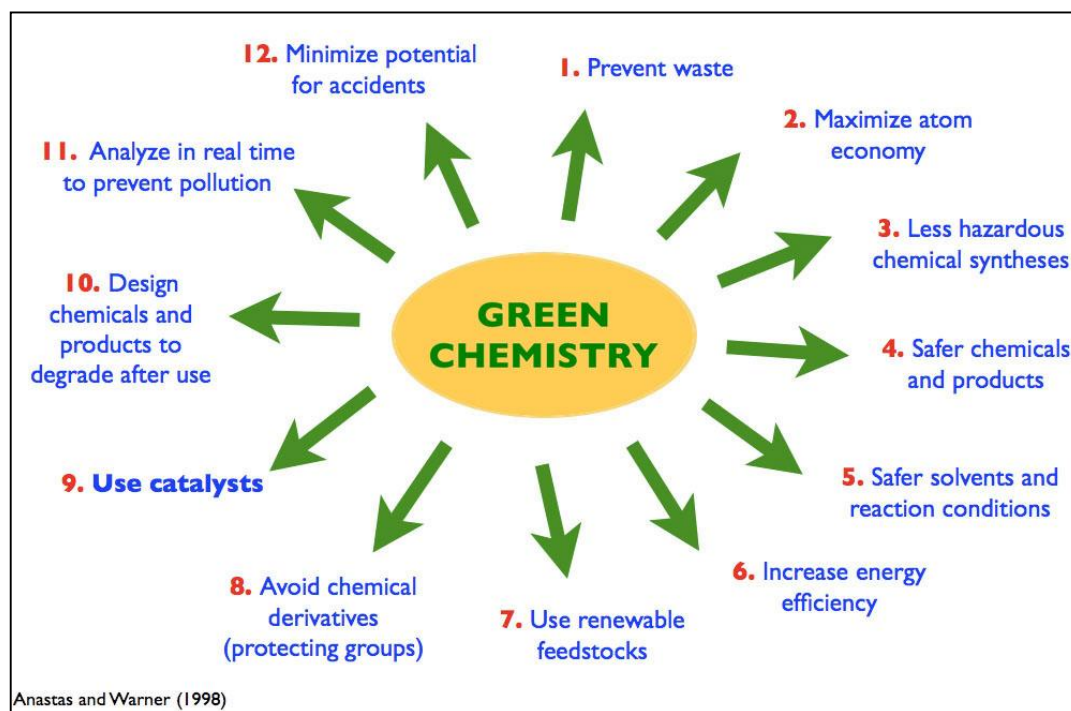 GREEN
CHEMISTRY
1. Prevent waste
2. Maximize atom
economy
3. Less hazardous
chemical syntheses
4. Safer chemicals
and products
5. Safer solvents and
reaction conditions
6. Increase energy
efficiency
7. Use renewable
feedstocks
8. Avoid chemical
derivatives
(protecting groups)
9. Use catalysts
10. Design
chemicals and
products to
degrade after use
11. Analyze in real time
to prevent pollution
12. Minimize potential
for accidents
Anastas and Warner (1998)